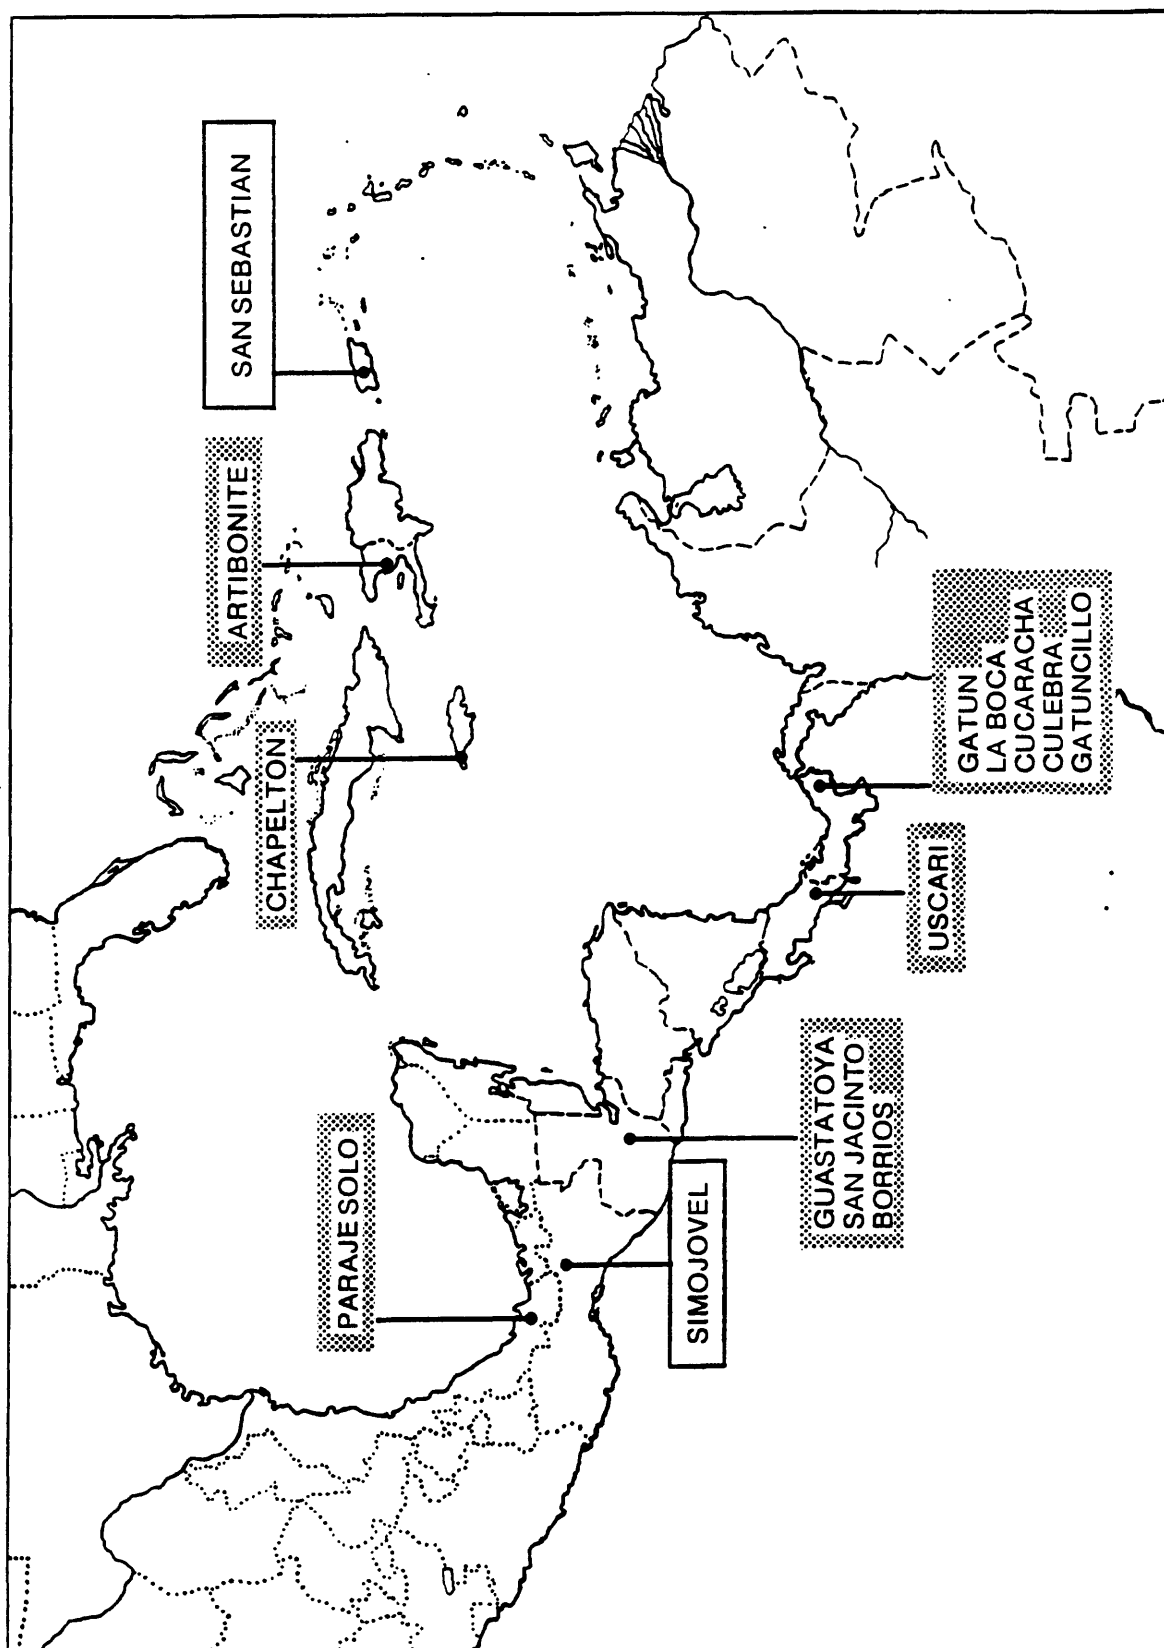 SAN SEBASTIAN
ARTIBONITE
CHAPELTON
PARAJE SOLO
SIMOJOVEL
GUASTATOYA
SAN JACINTO
BORRIOS
USCARI
GATUN
LA BOCA
CUCARACHA
CULEBRA
GATUNCILLO